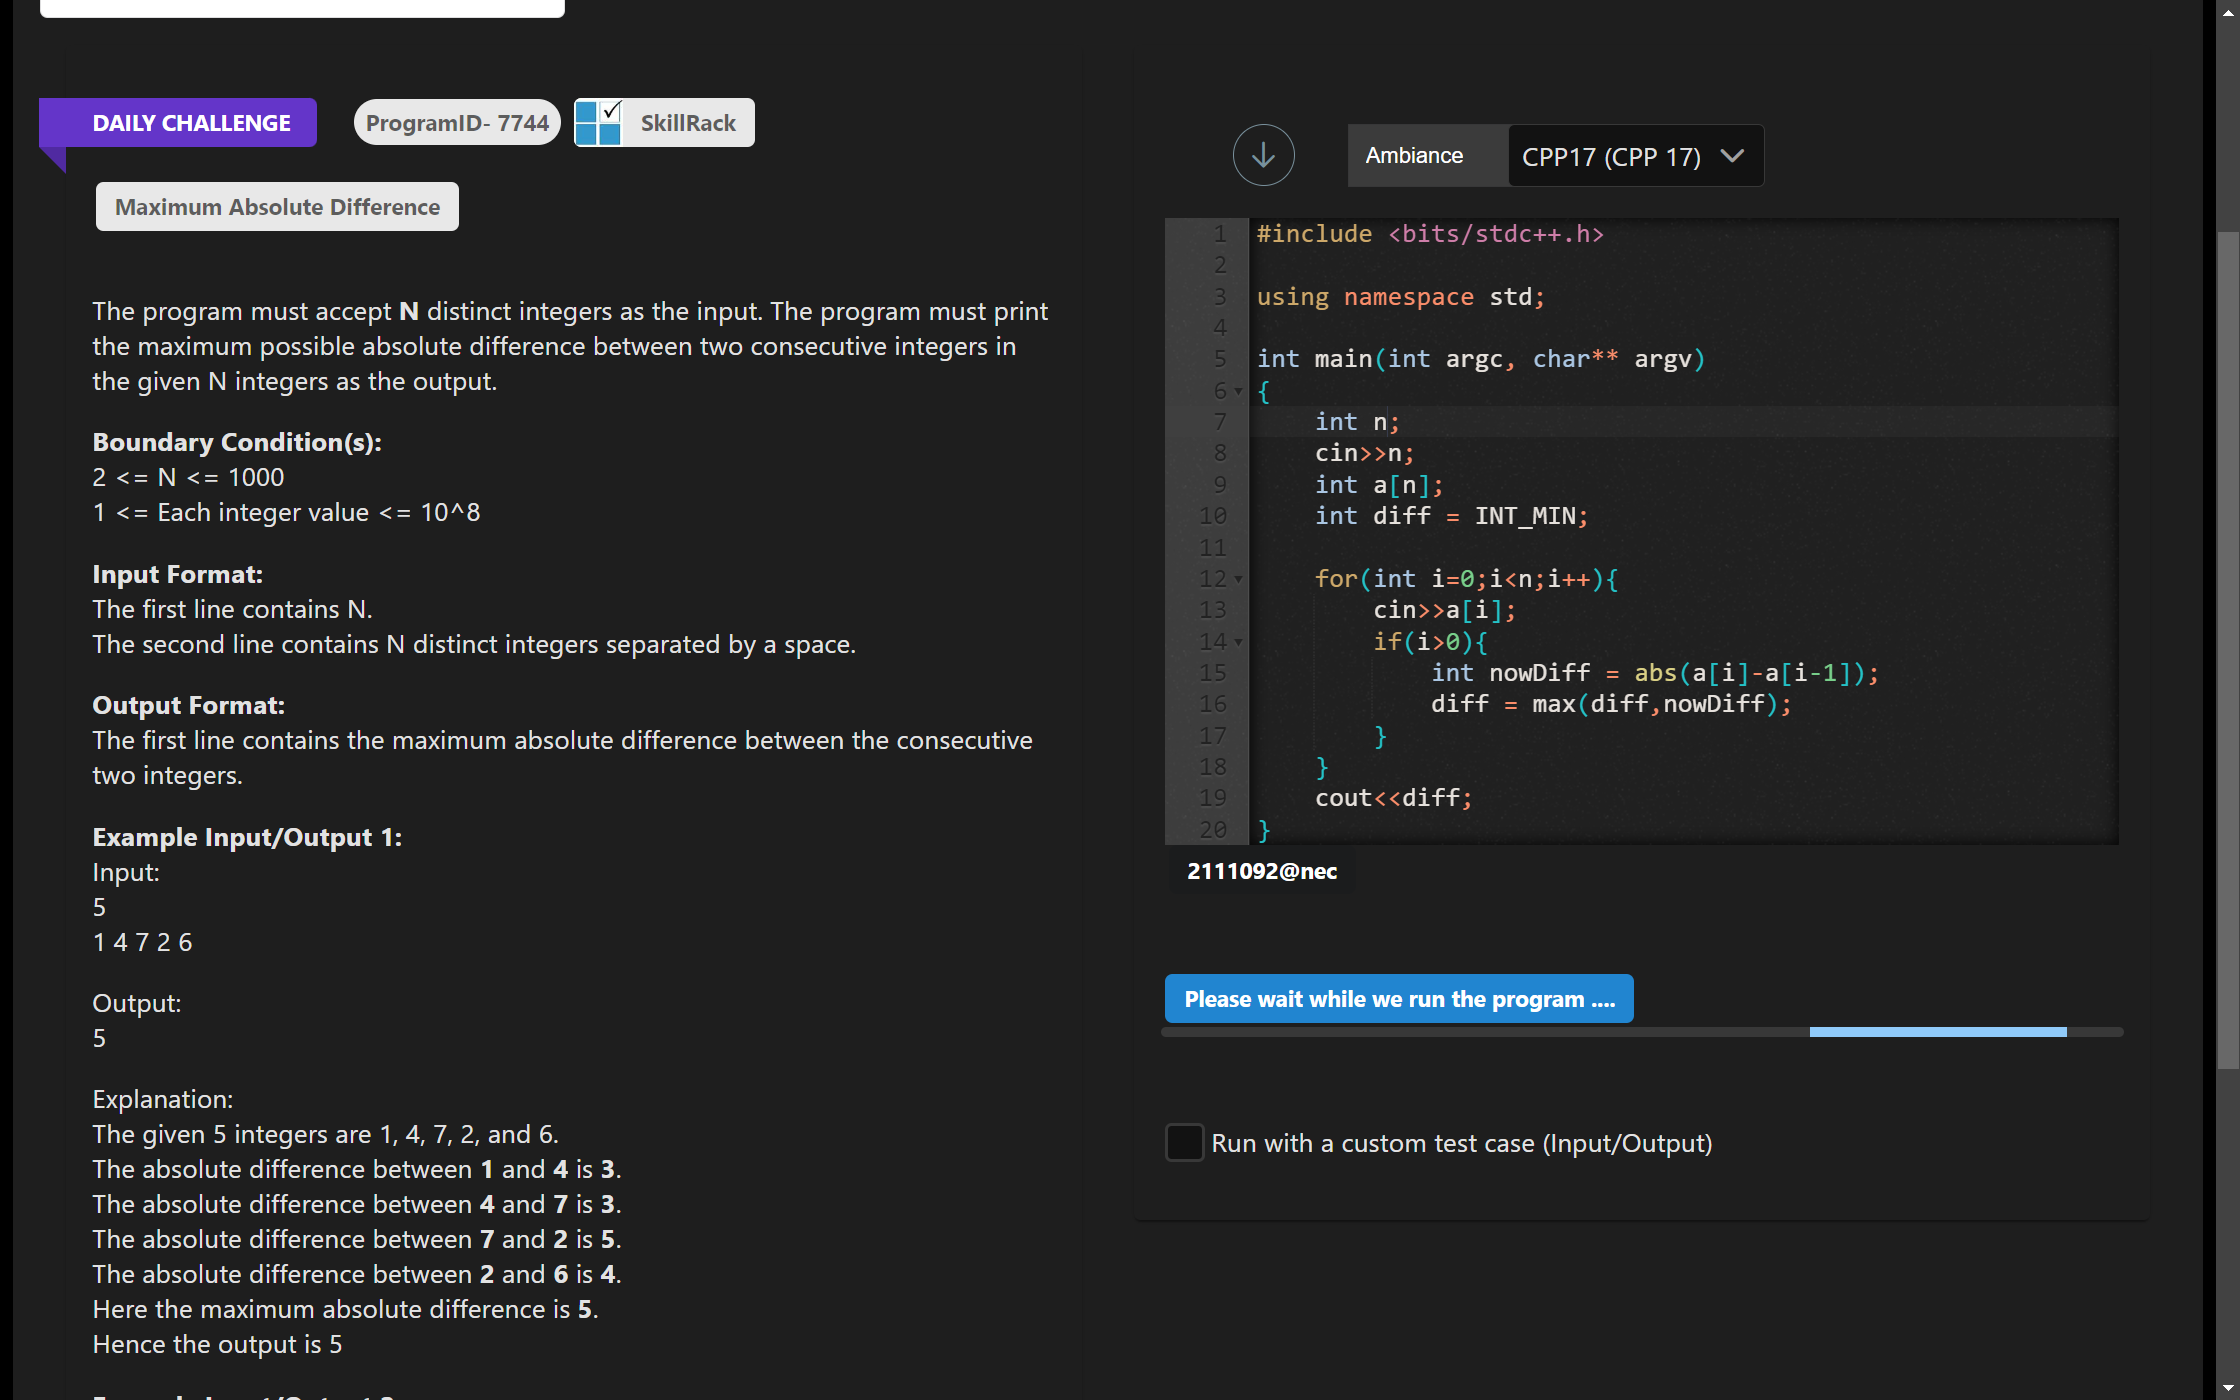 DAILY CHALLENGE
ProgramID- 7744
SkillRack
Maximum Absolute Difference
The program must accept N distinct integers as the input. The program must print
the maximum possible absolute difference between two consecutive integers in
the given N integers as the output.
Boundary Condition(s):
2 <= N <= 1000
1 <= Each integer value <= 10^8
Input Format:
The first line contains N.
The second line contains N distinct integers separated by a space.
Output Format:
The first line contains the maximum absolute difference between the consecutive
two integers.
Example Input/Output 1:
Input:
5
1 4 7 2 6
Output:
5
Explanation:
The given 5 integers are 1, 4, 7, 2, and 6.
The absolute difference between 1 and 4 is 3.
The absolute difference between 4 and 7 is 3.
The absolute difference between 7 and 2 is 5.
The absolute difference between 2 and 6 is 4.
Here the maximum absolute difference is 5.
Hence the output is 5
Ambiance
CPP17 (CPP 17)
1 #include <bits/stdc++.h>
2
3 using namespace std;
4
5 int main(int argc, char** argv)
6 {
7     int n;
8     cin>>n;
9     int a[n];
10     int diff = INT_MIN;
11
12     for(int i=0;i<n;i++){
13         cin>>a[i];
14         if(i>0){
15             int nowDiff = abs(a[i]-a[i-1]);
16             diff = max(diff,nowDiff);
17         }
18     }
19     cout<<diff;
20 }
2111092@nec
Please wait while we run the program ....
Run with a custom test case (Input/Output)